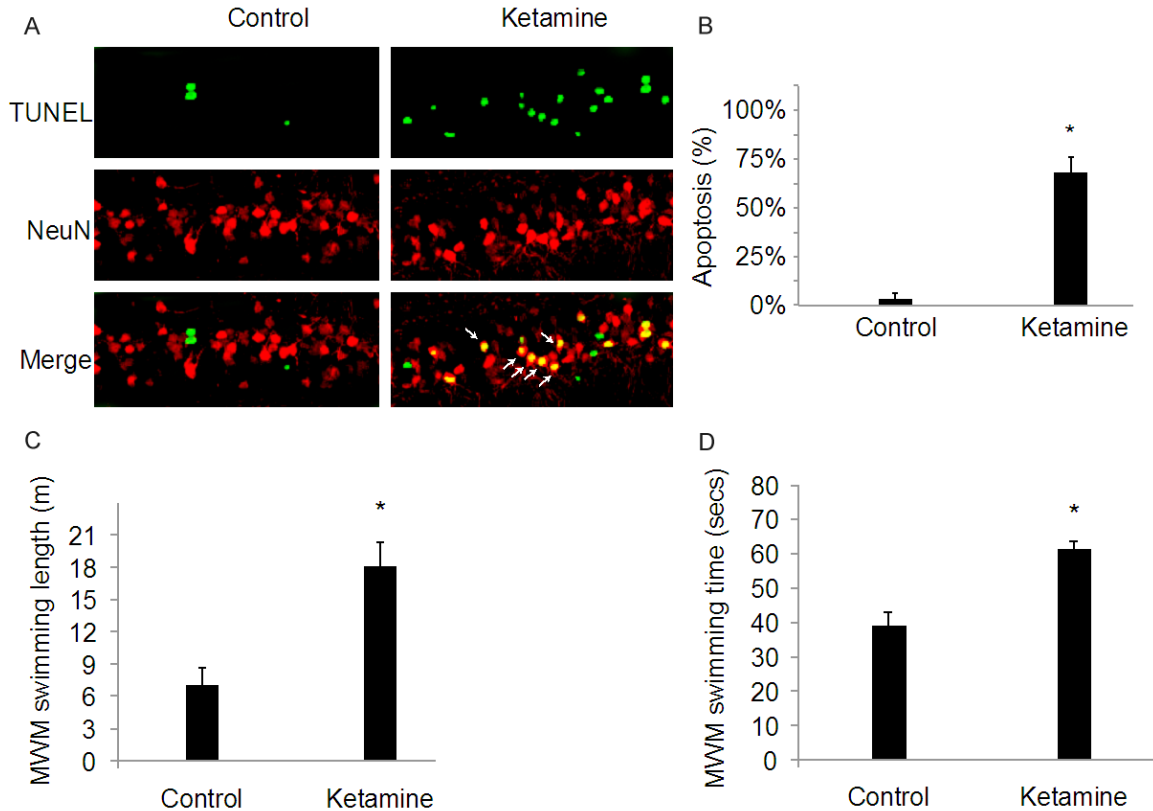 A
Control
Ketamine
TUNEL
NeuN
Merge
B
Apoptosis (%)
100%
75%
50%
25%
0%
*
Control
Ketamine
C
MWM swimming length (m)
21
18
15
12
9
6
3
0
*
Control
Ketamine
D
MWM swimming time (secs)
80
70
60
50
40
30
20
10
0
*
Control
Ketamine